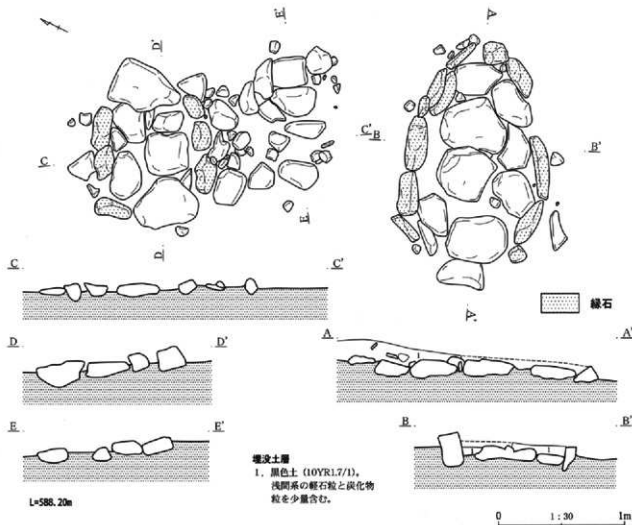 E'
D'
A
C
C'
B
B'
E
D
A'
縁石
C
C'
D
D'
A
A'
E
E'
B
B'
埋没土層
1. 黒色土 (10YR1.7/1)。
浅間系の軽石粒と炭化物
粒を少量含む。
L=588.20m
0 1:30 1m